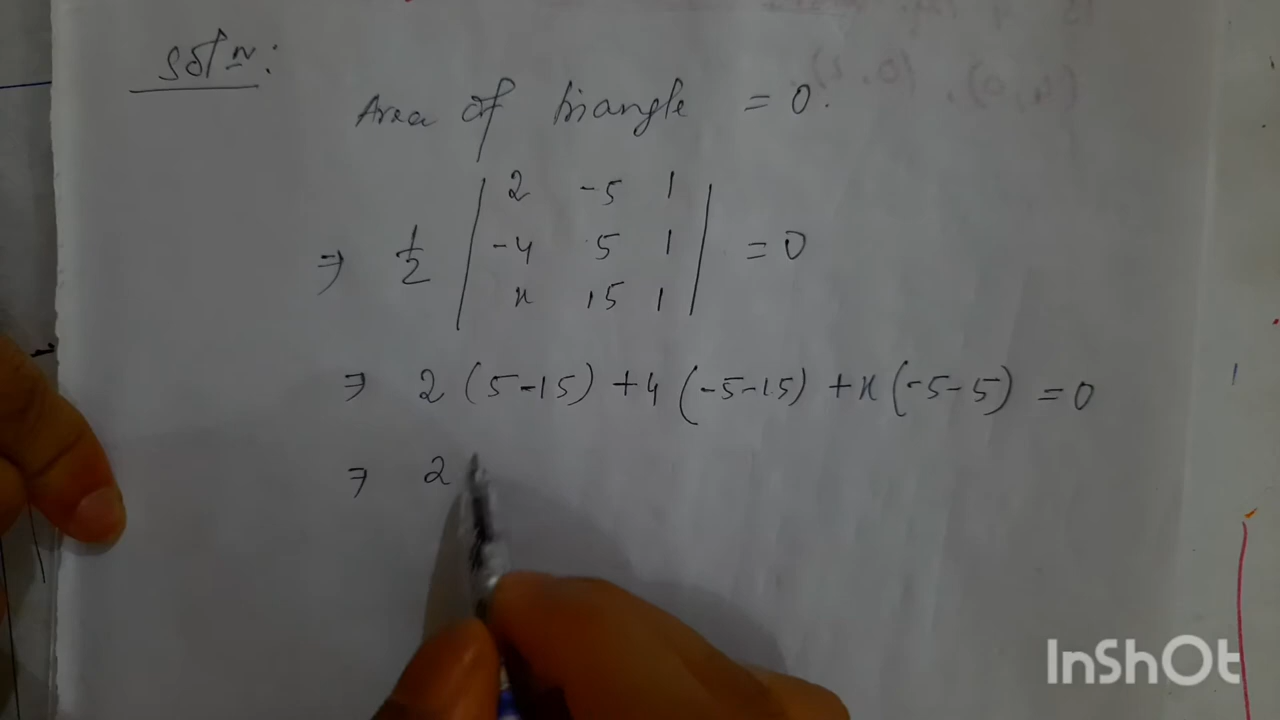 Soln:
Area of triangle = 0.
⇒ 1/2 | 2 -5 1 |
| -4 5 1 | = 0
| x 15 1 |
⇒ 2 (5-15) +4 (-5-15) +x (-5-5) = 0
⇒ 2
InShOt